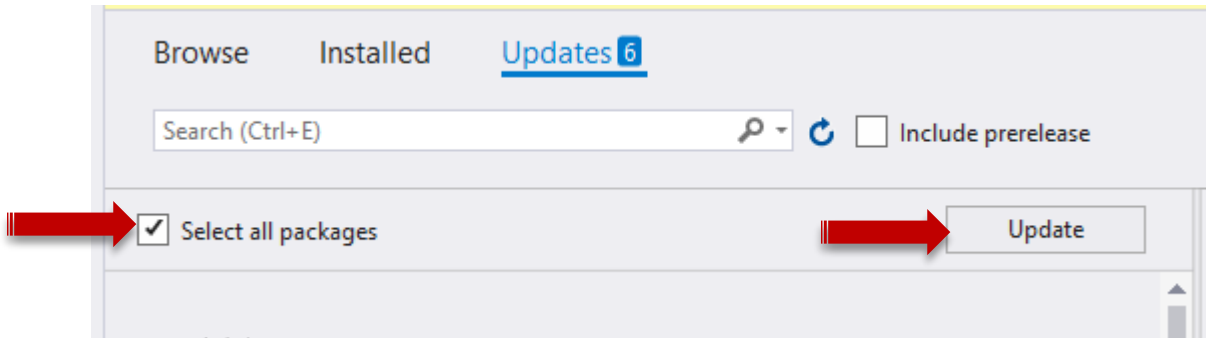 Browse Installed Updates 6
Search (Ctrl+E) Include prerelease
Select all packages Update